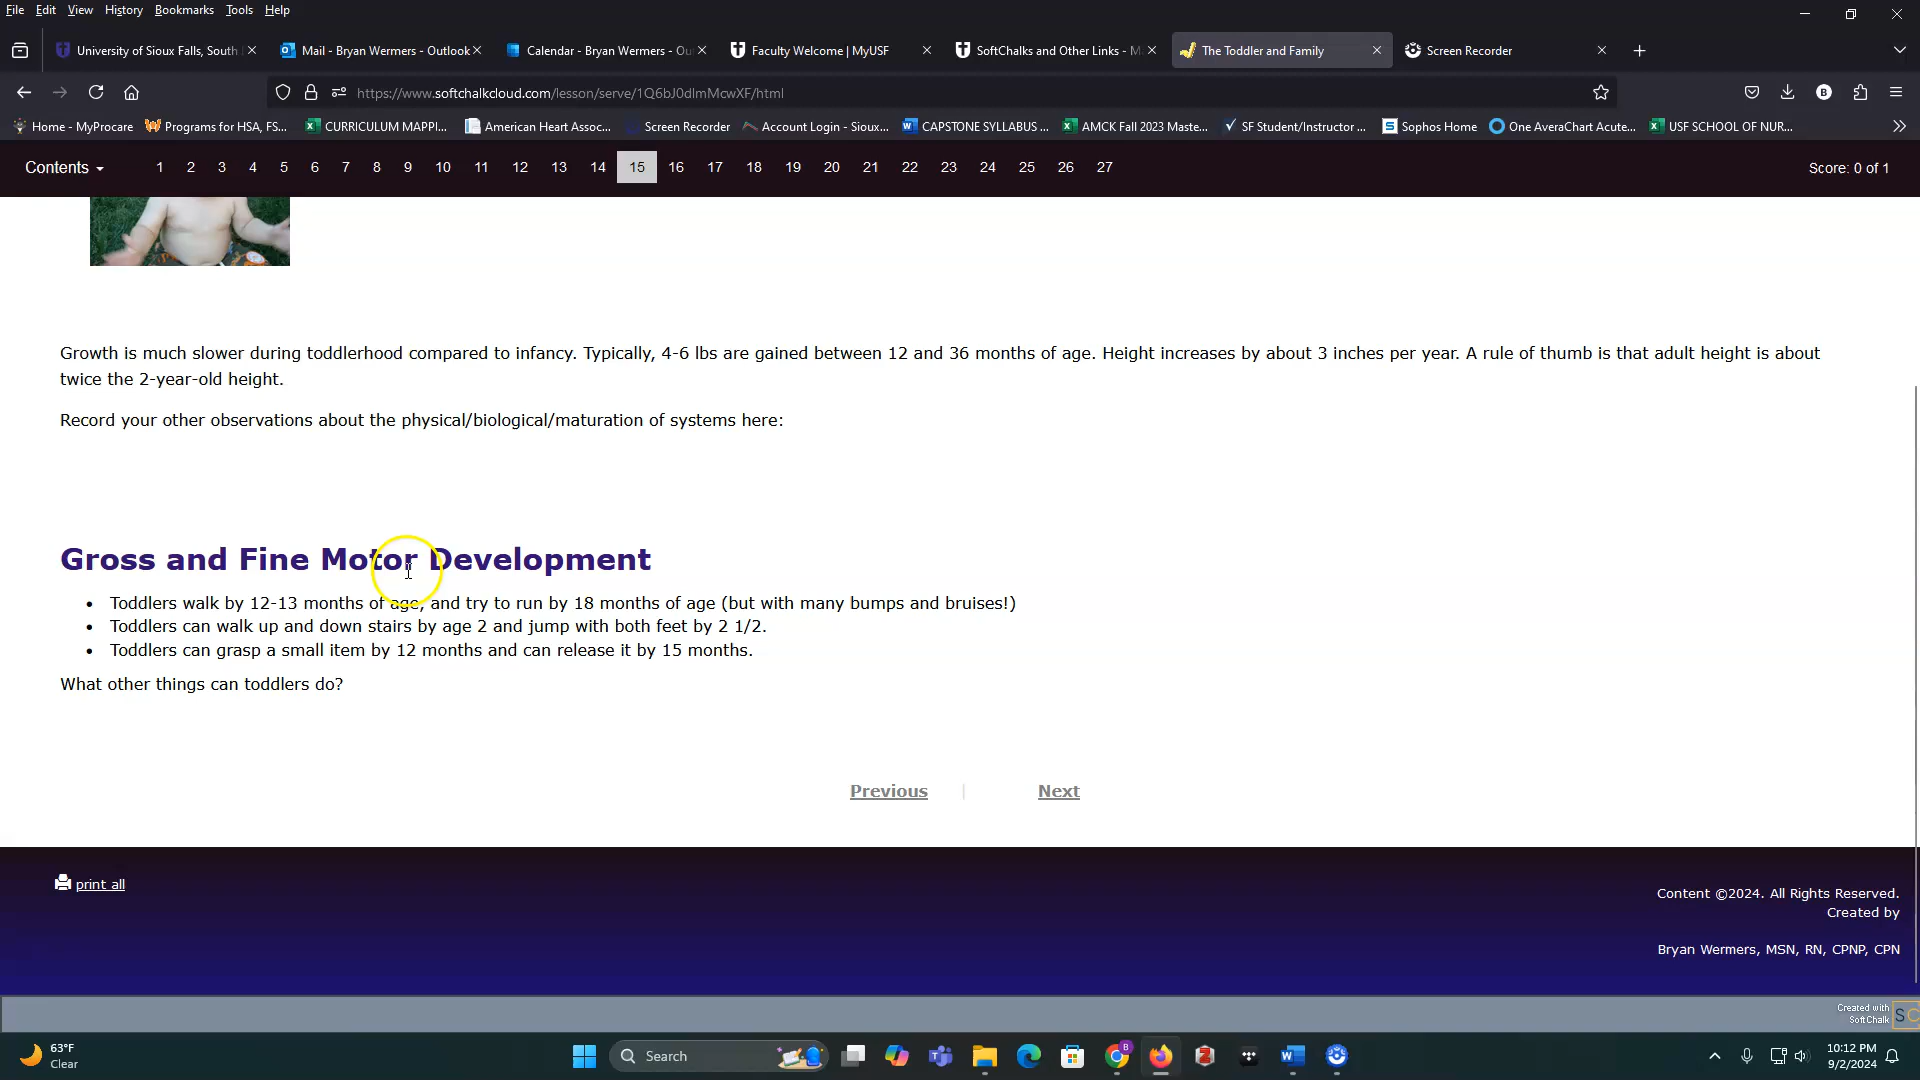 File Edit View History Bookmarks Tools Help
University of Sioux Falls, South
Mail - Bryan Wermers - Outlook
Calendar - Bryan Wermers - Ou
Faculty Welcome | MyUSF
SoftChalks and Other Links - M
The Toddler and Family
Screen Recorder
https://www.softchalkcloud.com/lesson/serve/1Q6bJ0dlmMcwXF/html
B
Home - MyProcare
Programs for HSA, FS...
CURRICULUM MAPPI...
American Heart Assoc...
Screen Recorder
Account Login - Sioux...
CAPSTONE SYLLABUS ...
AMCK Fall 2023 Maste...
SF Student/Instructor ...
Sophos Home
One AveraChart Acute...
USF SCHOOL OF NUR...
Contents 1 2 3 4 5 6 7 8 9 10 11 12 13 14 15 16 17 18 19 20 21 22 23 24 25 26 27 Score: 0 of 1
Growth is much slower during toddlerhood compared to infancy. Typically, 4-6 lbs are gained between 12 and 36 months of age. Height increases by about 3 inches per year. A rule of thumb is that adult height is about
twice the 2-year-old height.
Record your other observations about the physical/biological/maturation of systems here:
Gross and Fine Motor Development
• Toddlers walk by 12-13 months of age, and try to run by 18 months of age (but with many bumps and bruises!)
• Toddlers can walk up and down stairs by age 2 and jump with both feet by 2 1/2.
• Toddlers can grasp a small item by 12 months and can release it by 15 months.
What other things can toddlers do?
Previous | Next
print all
Content ©2024. All Rights Reserved.
Created by
Bryan Wermers, MSN, RN, CPNP, CPN
Created with
SoftChalk
SC
63°F
Clear
Search
10:12 PM
9/2/2024